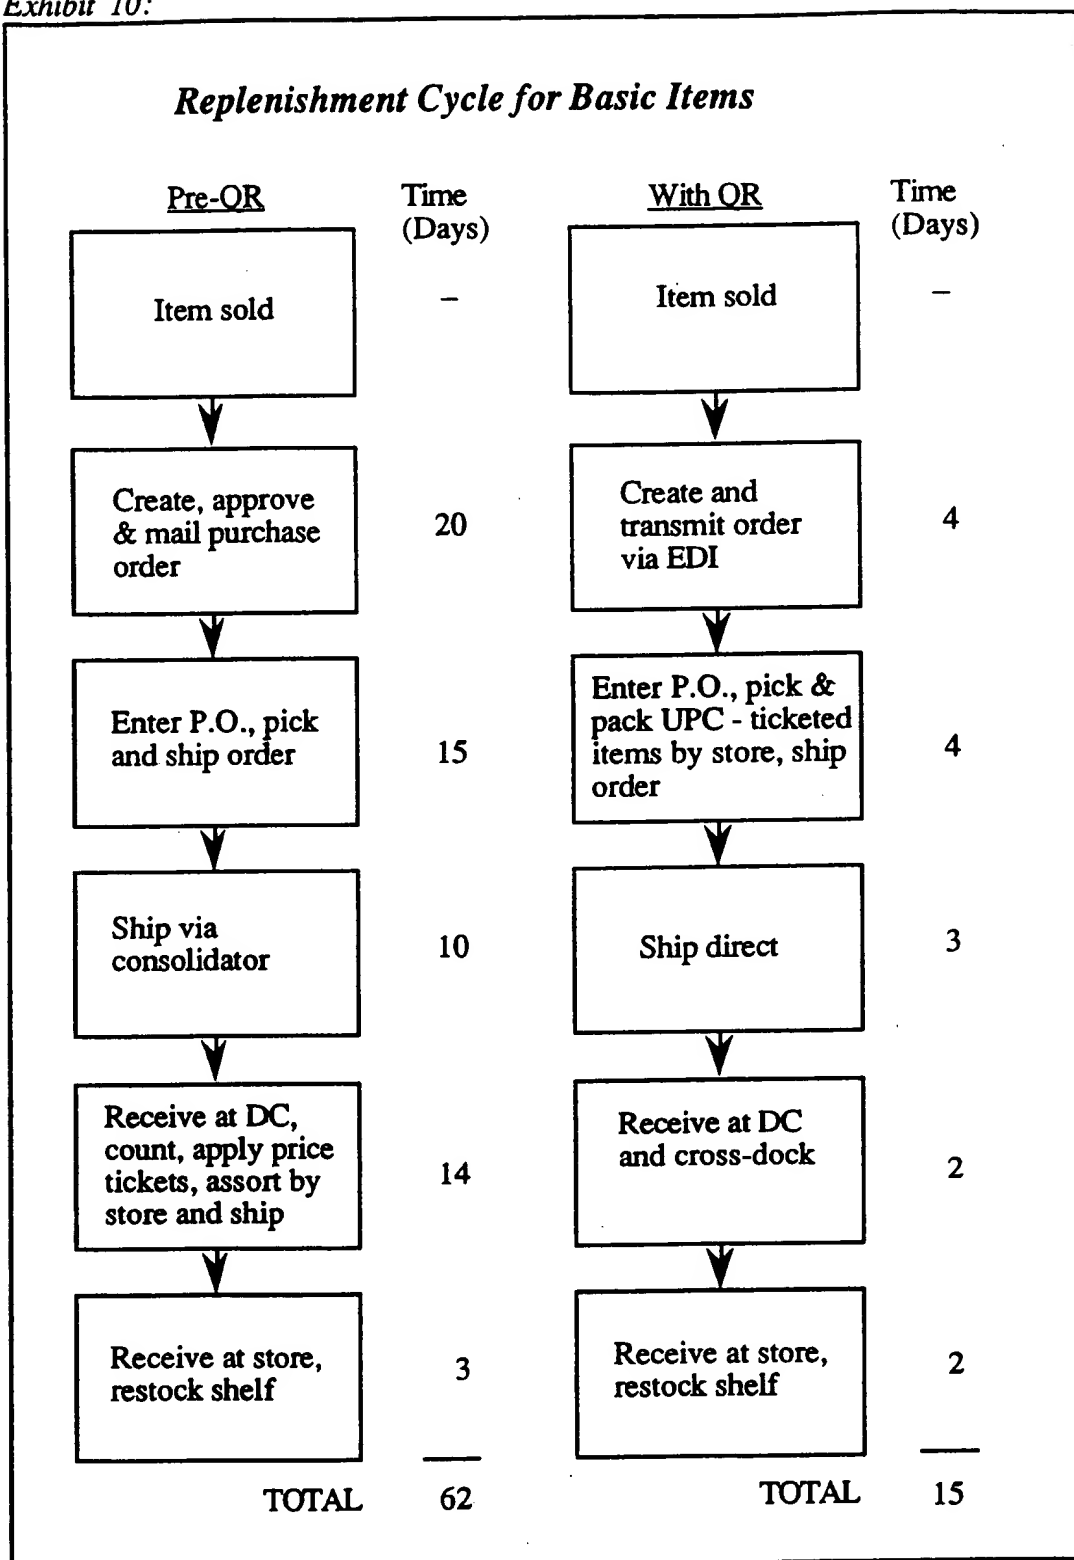 Exhibit 10:
Replenishment Cycle for Basic Items
Pre-QR
Time
(Days)
With QR
Time
(Days)
Item sold
–
Item sold
–
Create, approve
& mail purchase
order
20
Create and
transmit order
via EDI
4
Enter P.O., pick
and ship order
15
Enter P.O., pick &
pack UPC - ticketed
items by store, ship
order
4
Ship via
consolidator
10
Ship direct
3
Receive at DC,
count, apply price
tickets, assort by
store and ship
14
Receive at DC
and cross-dock
2
Receive at store,
restock shelf
3
Receive at store,
restock shelf
2
TOTAL 62
TOTAL 15